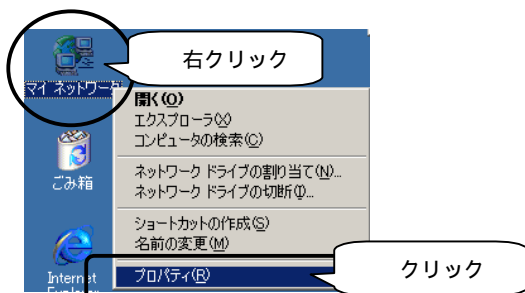 右クリック
マイ ネットワーク
開く(O)
エクスプローラ(X)
コンピュータの検索(C)
ごみ箱
ネットワーク ドライブの割り当て(N)...
ネットワーク ドライブの切断(I)...
ショートカットの作成(S)
名前の変更(M)
プロパティ(R)
クリック
Internet
Explorer